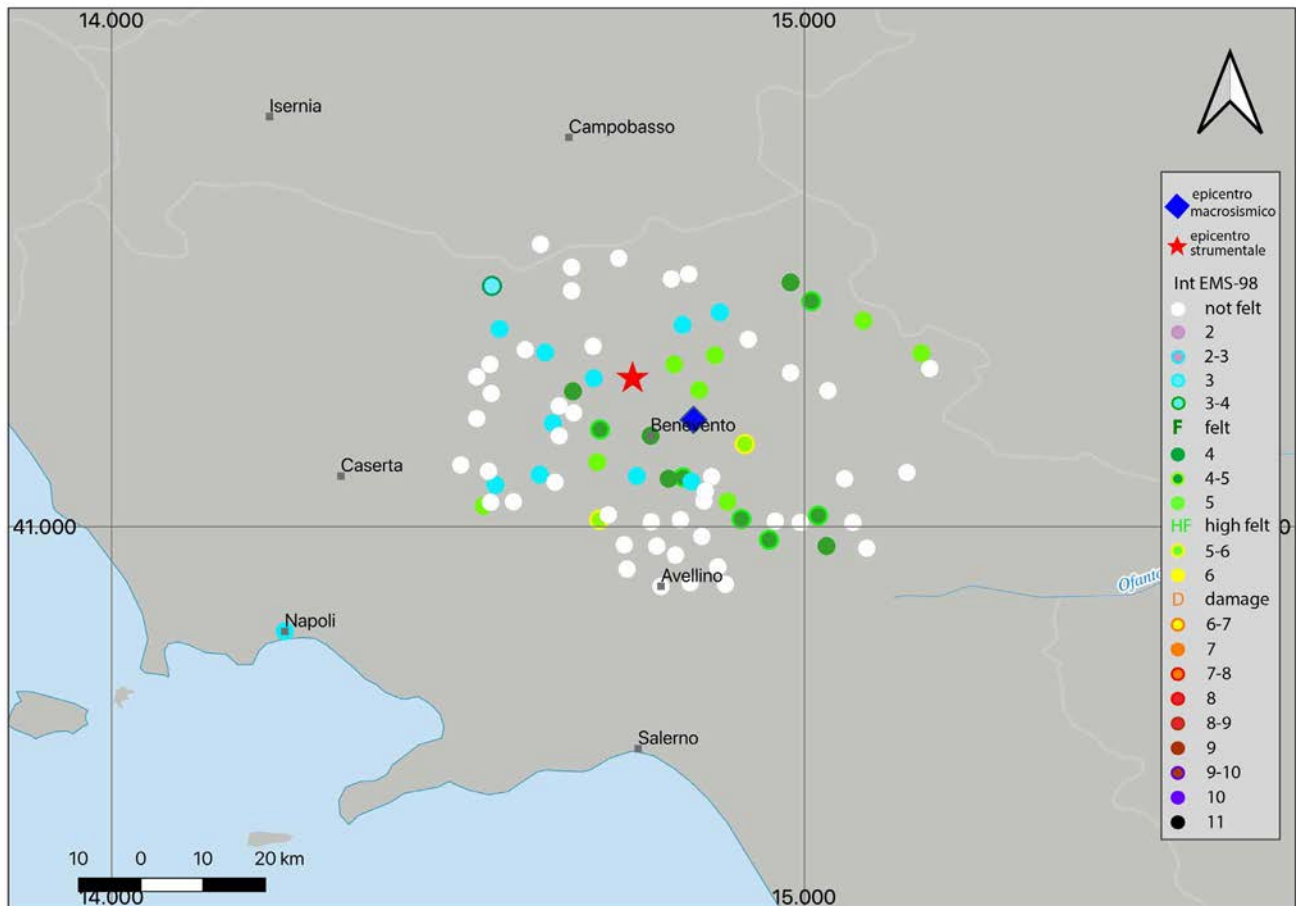 14.000
15.000
Isernia
Campobasso
epicentro
macrosismico
epicentro
strumentale
Int EMS-98
not felt
2
2-3
3
3-4
F felt
4
4-5
5
HF high felt
5-6
6
D damage
6-7
7
7-8
8
8-9
9
9-10
10
11
Benevento
Caserta
41.000
0
Avellino
Ofanto
Napoli
Salerno
10 0 10 20 km
14.000
15.000